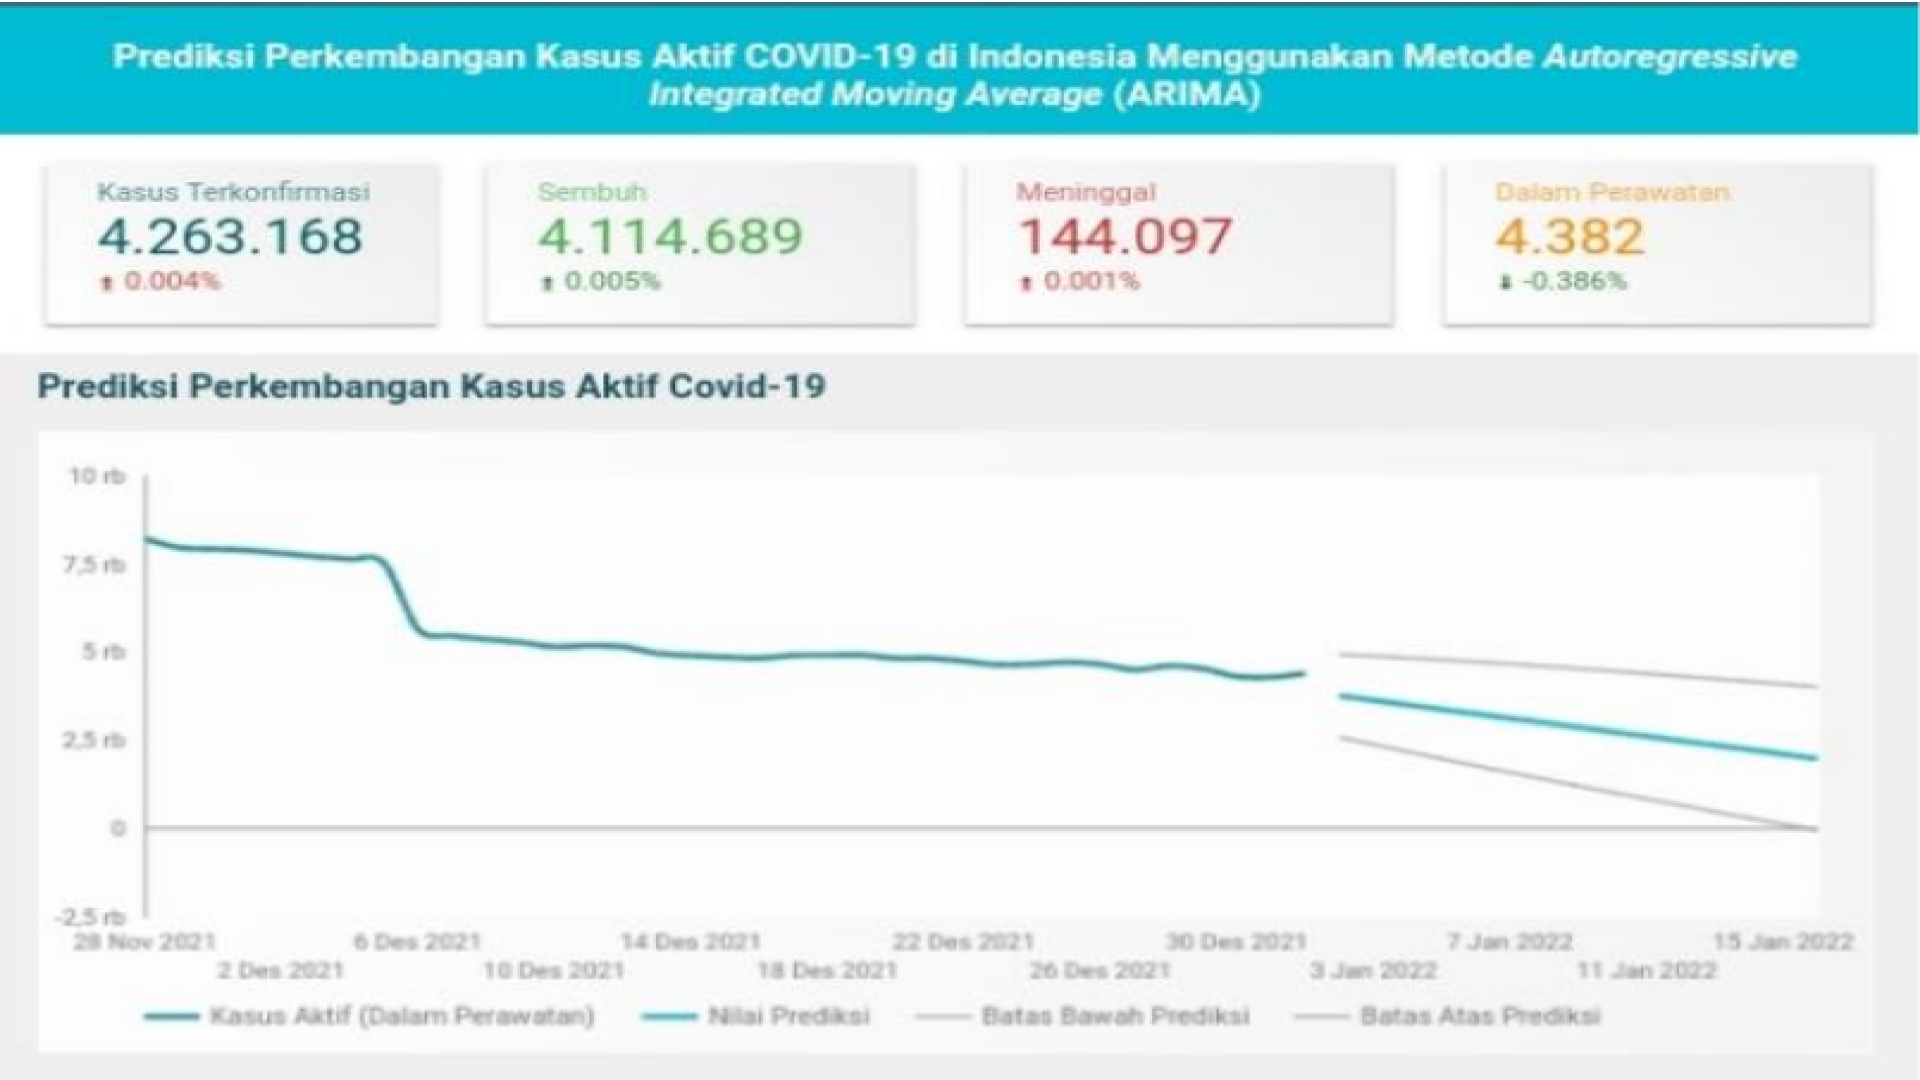 Prediksi Perkembangan Kasus Aktif COVID-19 di Indonesia Menggunakan Metode Autoregressive
Integrated Moving Average (ARIMA)
Kasus Terkonfirmasi
4.263.168
⬆ 0.004%
Sembuh
4.114.689
⬆ 0.005%
Meninggal
144.097
⬆ 0.001%
Dalam Perawatan
4.382
⬇ -0.386%
Prediksi Perkembangan Kasus Aktif Covid-19
10 rb
7,5 rb
5 rb
2,5 rb
0
-2,5 rb
28 Nov 2021
2 Des 2021
6 Des 2021
10 Des 2021
14 Des 2021
18 Des 2021
22 Des 2021
26 Des 2021
30 Des 2021
3 Jan 2022
7 Jan 2022
11 Jan 2022
15 Jan 2022
Kasus Aktif (Dalam Perawatan)
Nilai Prediksi
Batas Bawah Prediksi
Batas Atas Prediksi